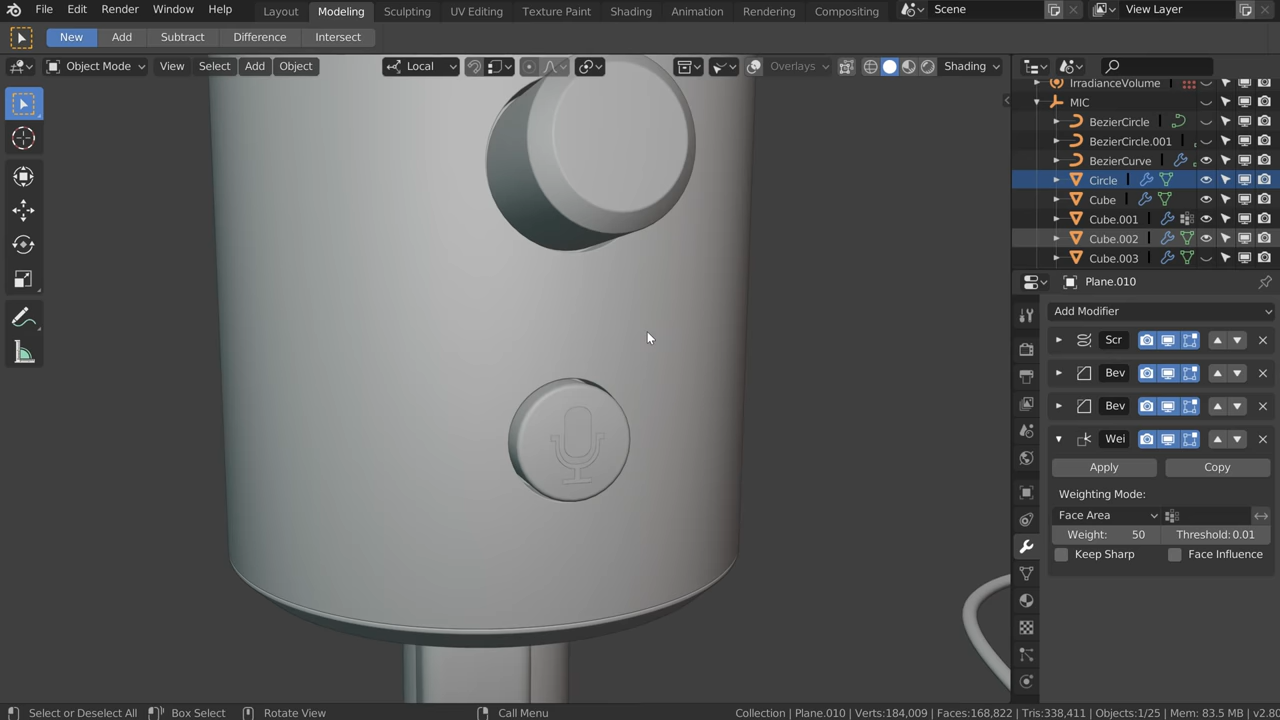 File Edit Render Window Help Layout Modeling Sculpting UV Editing Texture Paint Shading Animation Rendering Compositing Scene View Layer
New Add Subtract Difference Intersect
Object Mode View Select Add Object Local Overlays Shading
IrradianceVolume
MIC
BezierCircle
BezierCircle.001
BezierCurve
Circle
Cube
Cube.001
Cube.002
Cube.003
Plane.010
Add Modifier
Scr
Bev
Bev
Wei
Apply Copy
Weighting Mode:
Face Area
Weight: 50 Threshold: 0.01
Keep Sharp Face Influence
Select or Deselect All Box Select Rotate View Call Menu Collection | Plane.010 | Verts:184,009 | Faces:168,822 | Tris:338,411 | Objects:1/25 | Mem: 83.5 MB | v2.80